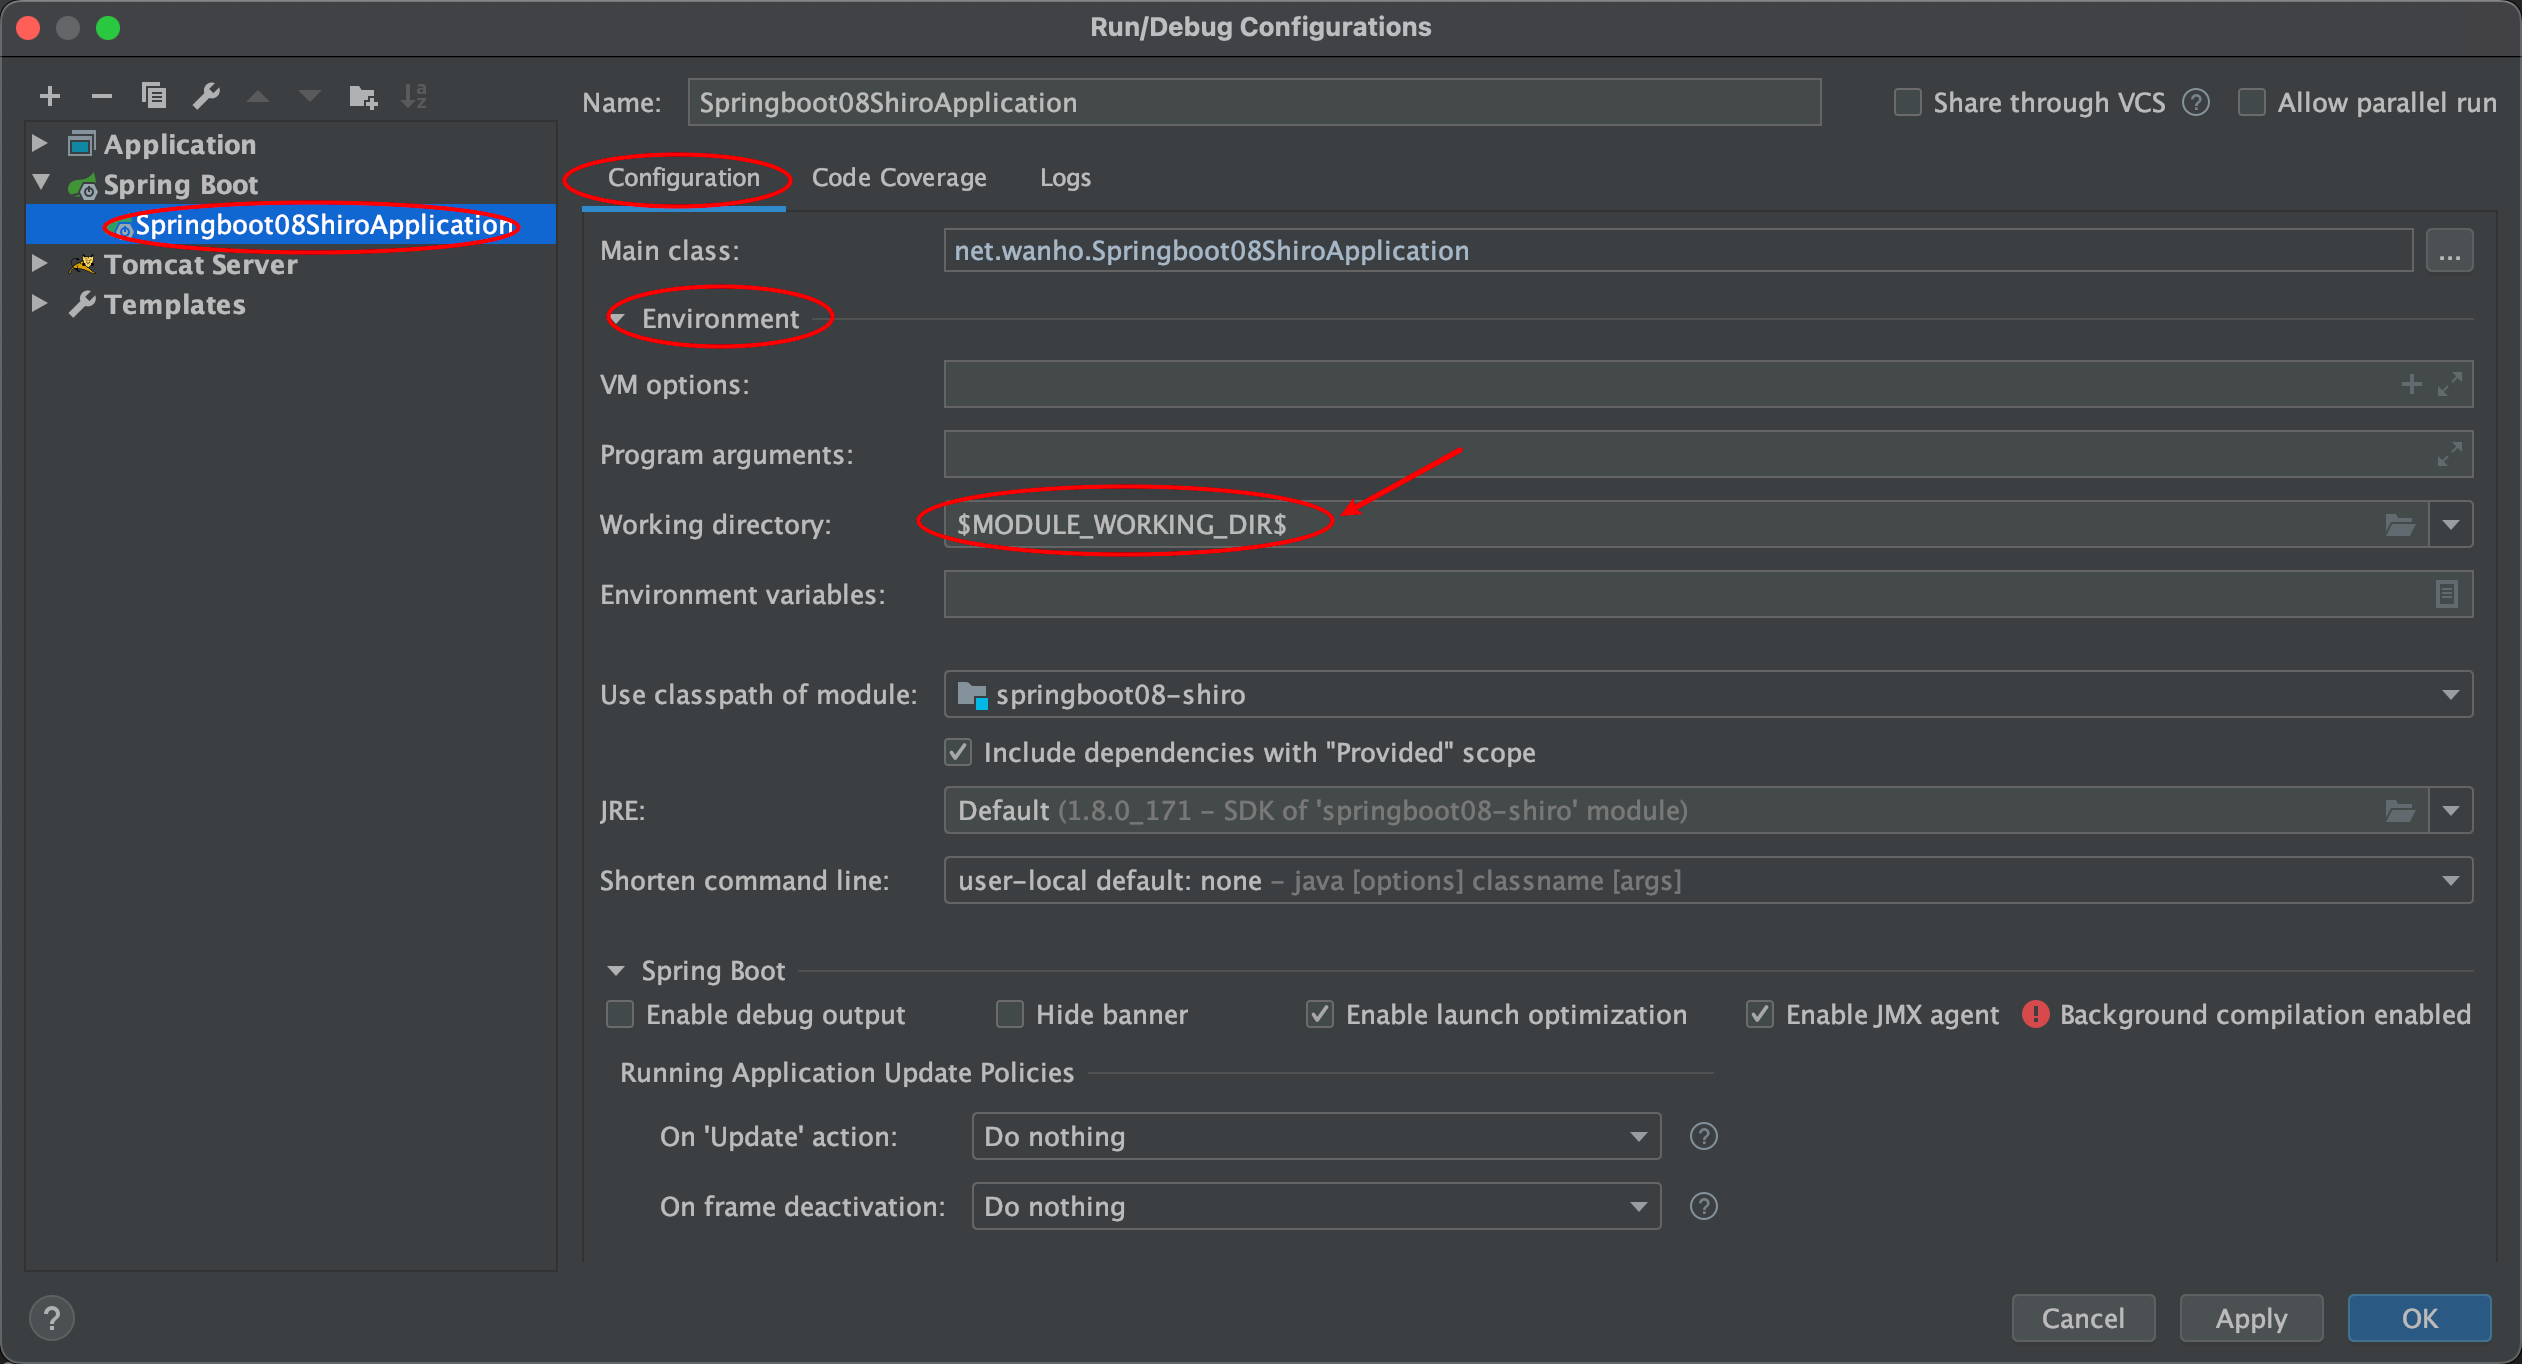 Run/Debug Configurations
Name: Springboot08ShiroApplication Share through VCS ? Allow parallel run
Application
Spring Boot
Springboot08ShiroApplication
Tomcat Server
Templates
Configuration Code Coverage Logs
Main class: net.wanho.Springboot08ShiroApplication ...
Environment
VM options:
Program arguments:
Working directory: $MODULE_WORKING_DIR$
Environment variables:
Use classpath of module: springboot08-shiro
Include dependencies with "Provided" scope
JRE: Default (1.8.0_171 – SDK of 'springboot08-shiro' module)
Shorten command line: user-local default: none – java [options] classname [args]
Spring Boot
Enable debug output Hide banner Enable launch optimization Enable JMX agent ! Background compilation enabled
Running Application Update Policies
On 'Update' action: Do nothing ?
On frame deactivation: Do nothing ?
? Cancel Apply OK